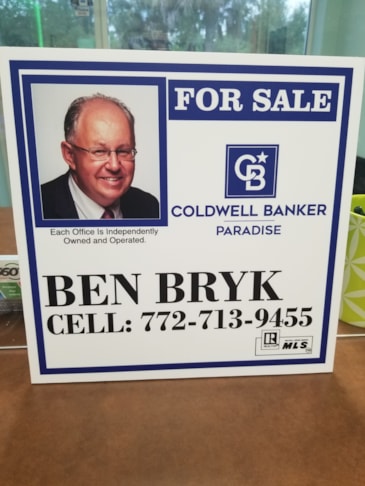 FOR SALE
CB
COLDWELL BANKER
PARADISE
Each Office Is Independently
Owned and Operated.
BEN BRYK
CELL: 772-713-9455
R
MLS
360